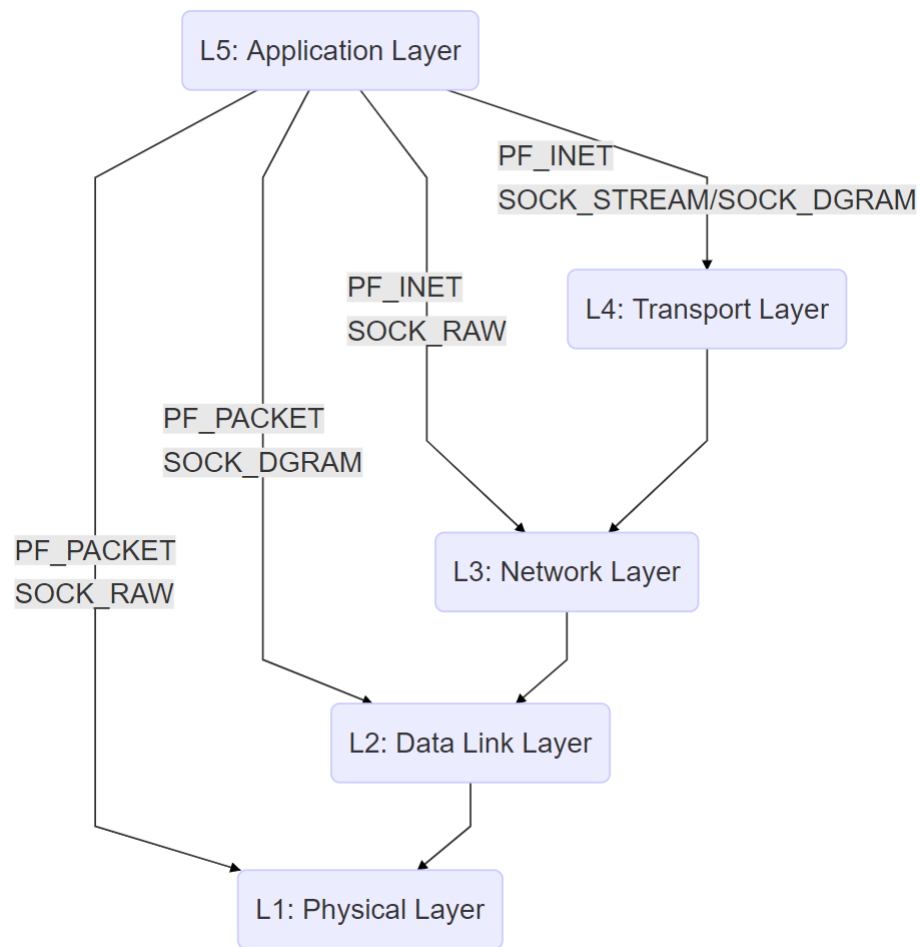 L5: Application Layer
PF_INET
SOCK_STREAM/SOCK_DGRAM
L4: Transport Layer
PF_INET
SOCK_RAW
PF_PACKET
SOCK_DGRAM
PF_PACKET
SOCK_RAW
L3: Network Layer
L2: Data Link Layer
L1: Physical Layer